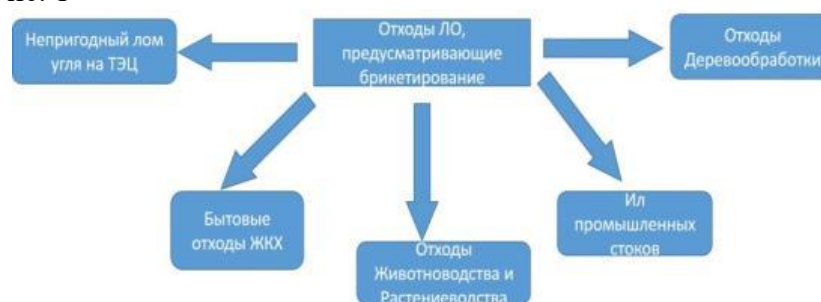 Отходы ЛО,
предусматривающие
брикетирование
Непригодный лом
угля на ТЭЦ
Отходы
Деревообработки
Бытовые
отходы ЖКХ
Отходы
Животноводства и
Растениеводства
Ил
промышленных
стоков